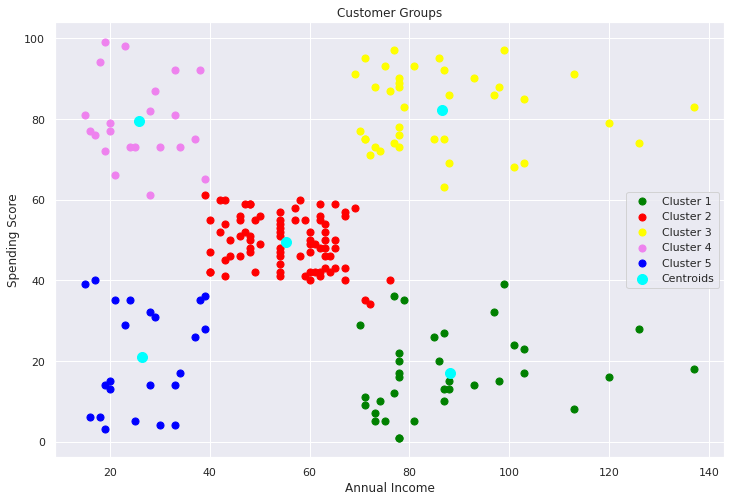 Customer Groups
100
80
60
40
20
0
Spending Score
Cluster 1
Cluster 2
Cluster 3
Cluster 4
Cluster 5
Centroids
20 40 60 80 100 120 140
Annual Income